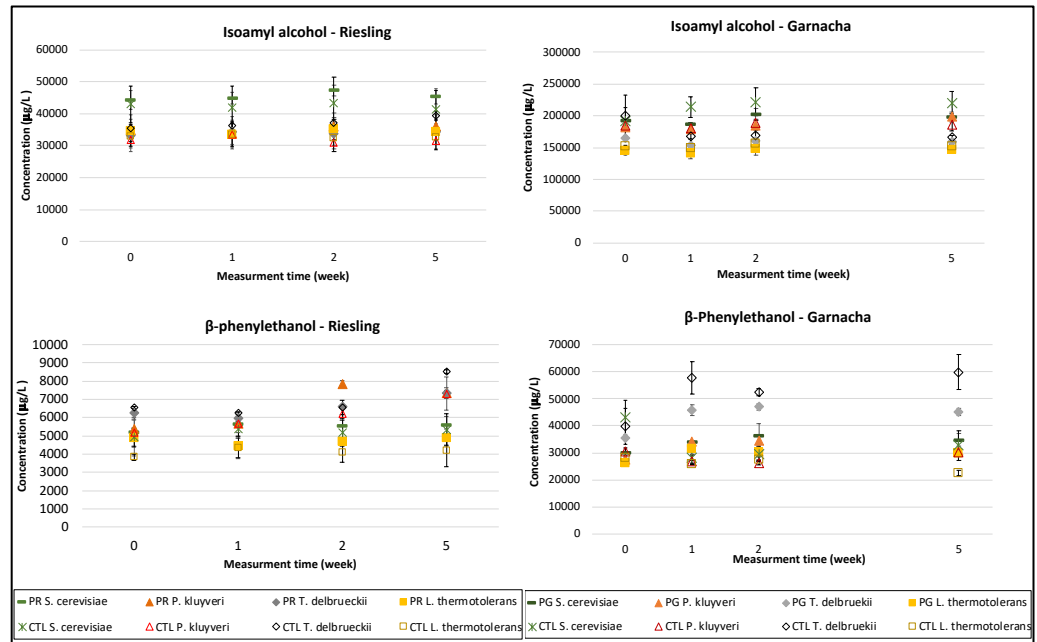 Isoamyl alcohol - Riesling
Concentration (µg/L)
60000
50000
40000
30000
20000
10000
0
0 1 2 5
Measurment time (week)
Isoamyl alcohol - Garnacha
Concentration (µg/L)
300000
250000
200000
150000
100000
50000
0
0 1 2 5
Measurment time (week)
β-phenylethanol - Riesling
Concentration (µg/L)
10000
9000
8000
7000
6000
5000
4000
3000
2000
1000
0
0 1 2 5
Measurment time (week)
β-Phenylethanol - Garnacha
Concentration (µg/L)
70000
60000
50000
40000
30000
20000
10000
0
0 1 2 5
Measurment time (week)
PR S. cerevisiae PR P. kluyveri PR T. delbrueckii PR L. thermotolerans
CTL S. cerevisiae CTL P. kluyveri CTL T. delbrueckii CTL L. thermotolerans
PG S. cerevisiae PG P. kluyveri PG T. delbrukeii PG L. thermotolerans
CTL S. cerevisiae CTL P. kluyveri CTL T. delbrueckii CTL L. thermotolerans